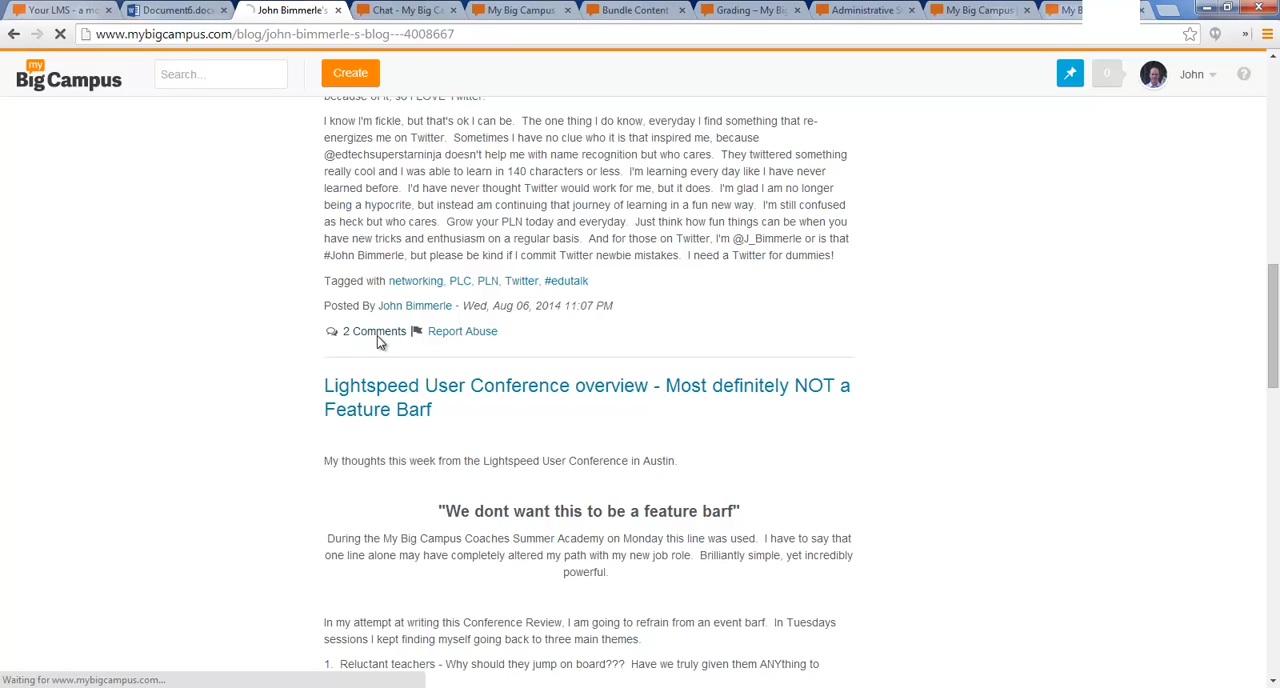 Your LMS - a mo
Document6.docx
John Bimmerle's
Chat - My Big Ca
My Big Campus
Bundle Content
Grading – My Big
Administrative S
My Big Campus
My B
www.mybigcampus.com/blog/john-bimmerle-s-blog---4008667
my
Big Campus
Search...
Create
0
John
?
because of it, so I LOVE Twitter.
I know I'm fickle, but that's ok I can be. The one thing I do know, everyday I find something that re-
energizes me on Twitter. Sometimes I have no clue who it is that inspired me, because
@edtechsuperstarninja doesn't help me with name recognition but who cares. They twittered something
really cool and I was able to learn in 140 characters or less. I'm learning every day like I have never
learned before. I'd have never thought Twitter would work for me, but it does. I'm glad I am no longer
being a hypocrite, but instead am continuing that journey of learning in a fun new way. I'm still confused
as heck but who cares. Grow your PLN today and everyday. Just think how fun things can be when you
have new tricks and enthusiasm on a regular basis. And for those on Twitter, I'm @J_Bimmerle or is that
#John Bimmerle, but please be kind if I commit Twitter newbie mistakes. I need a Twitter for dummies!
Tagged with networking, PLC, PLN, Twitter, #edutalk
Posted By John Bimmerle - Wed, Aug 06, 2014 11:07 PM
2 Comments Report Abuse
Lightspeed User Conference overview - Most definitely NOT a
Feature Barf
My thoughts this week from the Lightspeed User Conference in Austin.
"We dont want this to be a feature barf"
During the My Big Campus Coaches Summer Academy on Monday this line was used. I have to say that
one line alone may have completely altered my path with my new job role. Brilliantly simple, yet incredibly
powerful.
In my attempt at writing this Conference Review, I am going to refrain from an event barf. In Tuesdays
sessions I kept finding myself going back to three main themes.
1. Reluctant teachers - Why should they jump on board??? Have we truly given them ANYthing to
Waiting for www.mybigcampus.com...